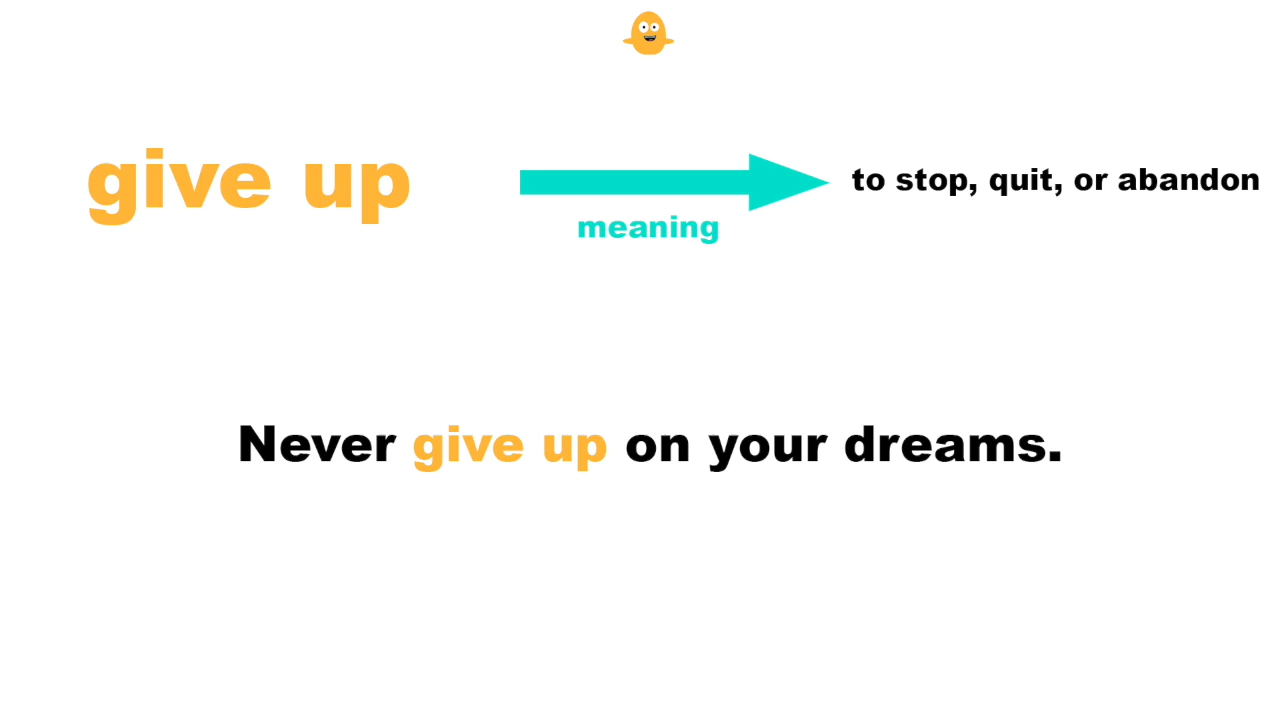 give up
meaning
to stop, quit, or abandon
Never give up on your dreams.